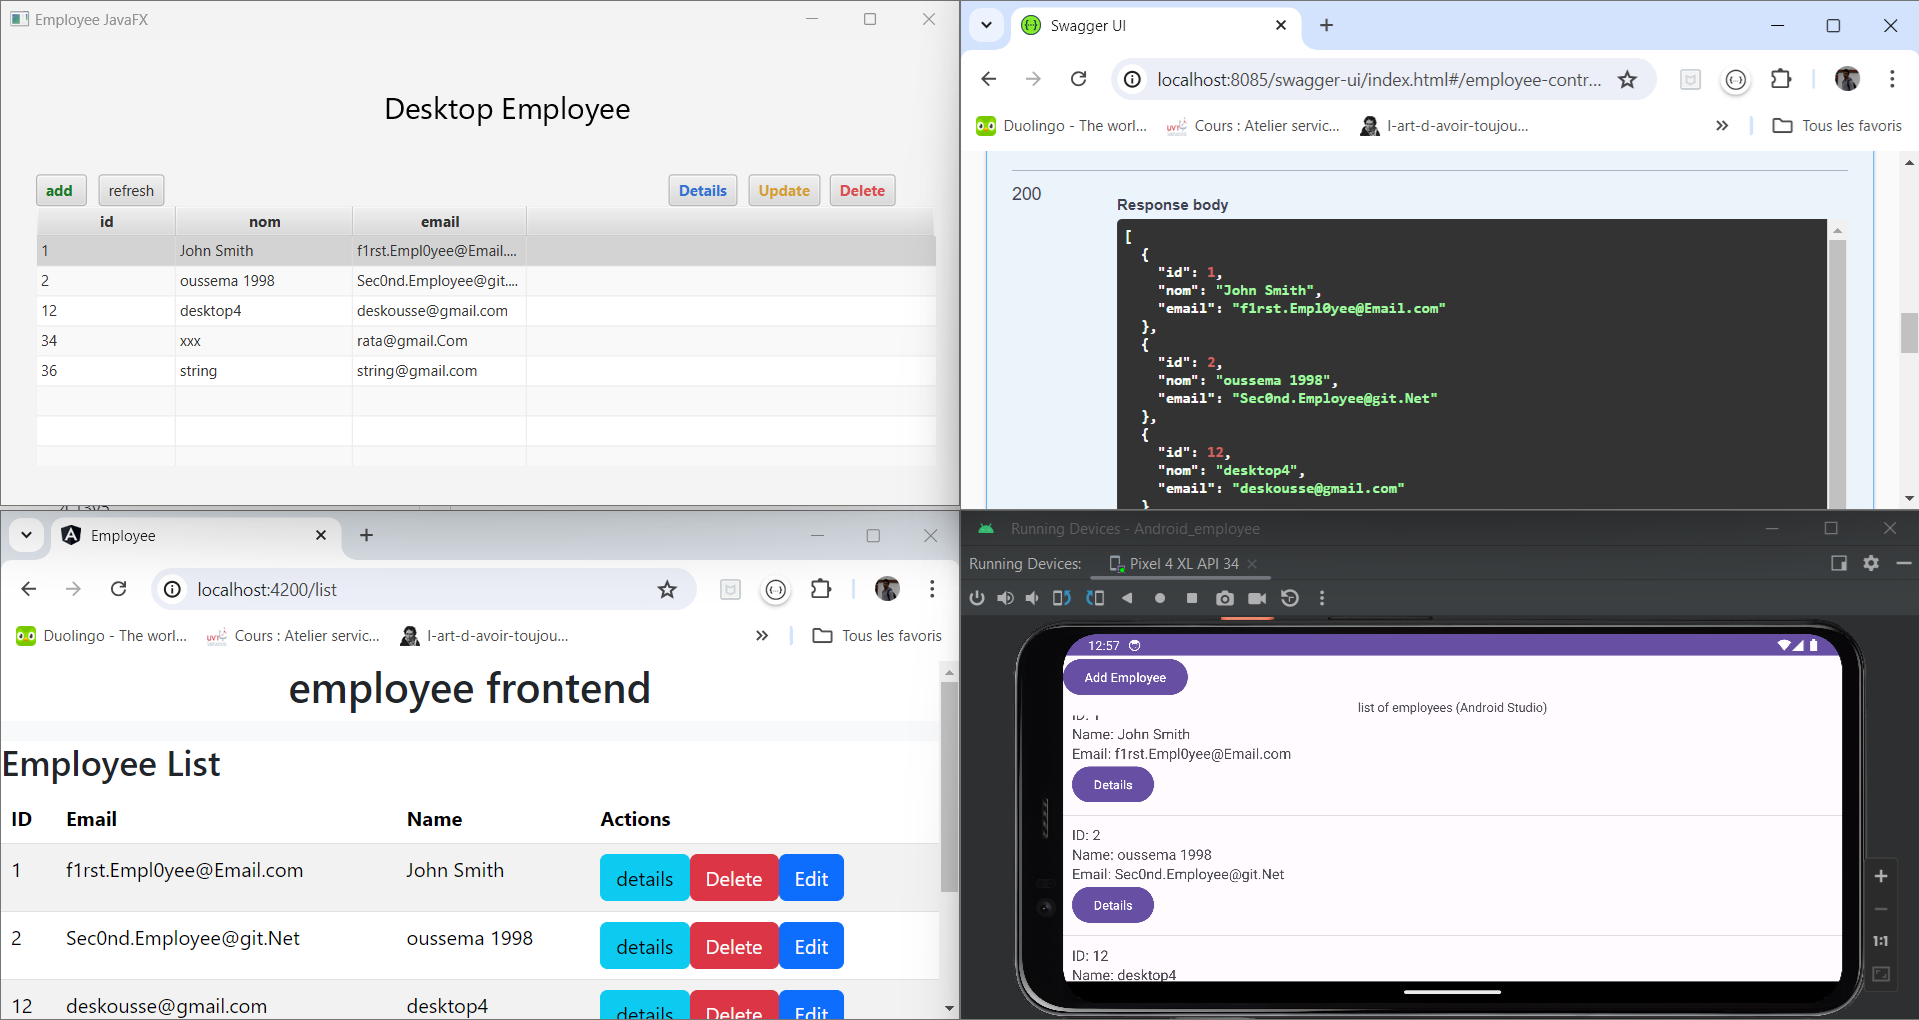 Employee JavaFX
Desktop Employee
add refresh Details Update Delete
id nom email
1 John Smith f1rst.Empl0yee@Email....
2 oussema 1998 Sec0nd.Employee@git....
12 desktop4 deskousse@gmail.com
34 xxx rata@gmail.Com
36 string string@gmail.com
Swagger UI
localhost:8085/swagger-ui/index.html#/employee-contr...
Duolingo - The worl... Cours : Atelier servic... l-art-d-avoir-toujou... Tous les favoris
200
Response body
[
{
"id": 1,
"nom": "John Smith",
"email": "f1rst.Empl0yee@Email.com"
},
{
"id": 2,
"nom": "oussema 1998",
"email": "Sec0nd.Employee@git.Net"
},
{
"id": 12,
"nom": "desktop4",
"email": "deskousse@gmail.com"
}
Employee
localhost:4200/list
Duolingo - The worl... Cours : Atelier servic... l-art-d-avoir-toujou... Tous les favoris
employee frontend
Employee List
ID Email Name Actions
1 f1rst.Empl0yee@Email.com John Smith details Delete Edit
2 Sec0nd.Employee@git.Net oussema 1998 details Delete Edit
12 deskousse@gmail.com desktop4 details Delete Edit
Running Devices - Android_employee
Running Devices: Pixel 4 XL API 34
12:57
Add Employee
list of employees (Android Studio)
ID: 1
Name: John Smith
Email: f1rst.Empl0yee@Email.com
Details
ID: 2
Name: oussema 1998
Email: Sec0nd.Employee@git.Net
Details
ID: 12
Name: desktop4
1:1